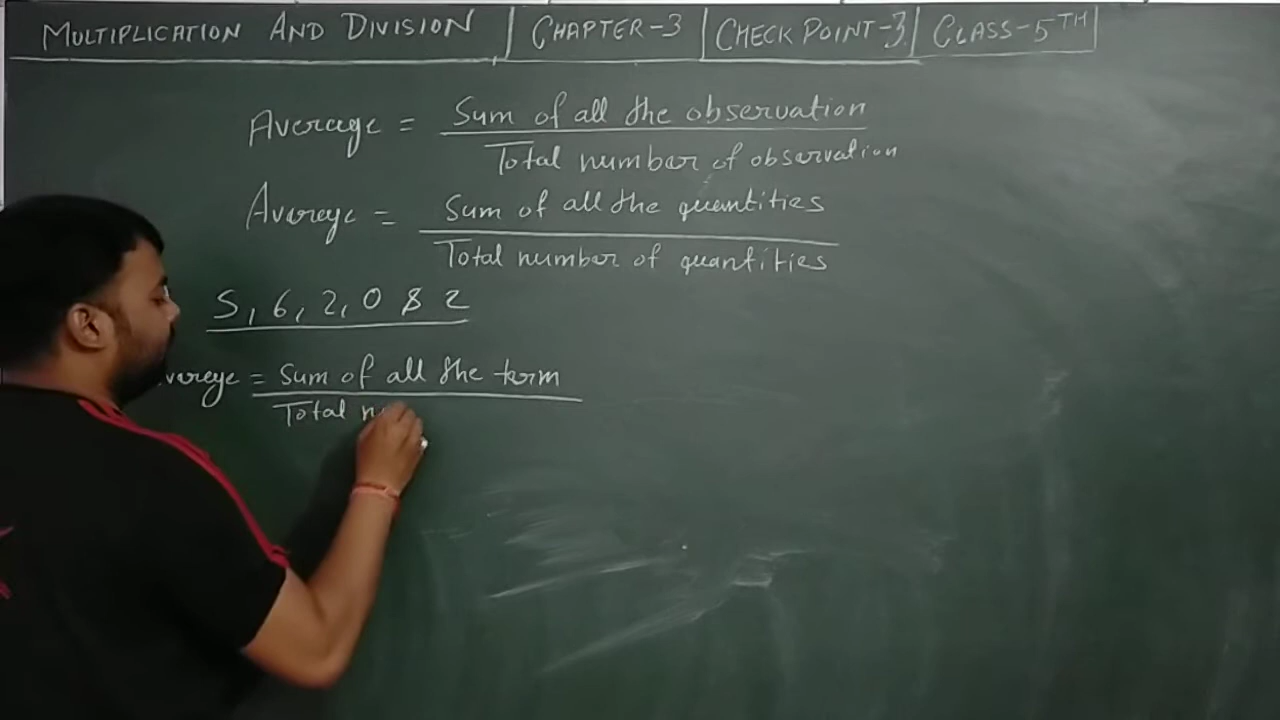 MULTIPLICATION AND DIVISION | CHAPTER-3 | CHECK POINT-3 | CLASS-5TH
Average = Sum of all the observation
Total number of observation
Average = Sum of all the quantities
Total number of quantities
5, 6, 2, 0 & 2
= Sum of all the term
Total